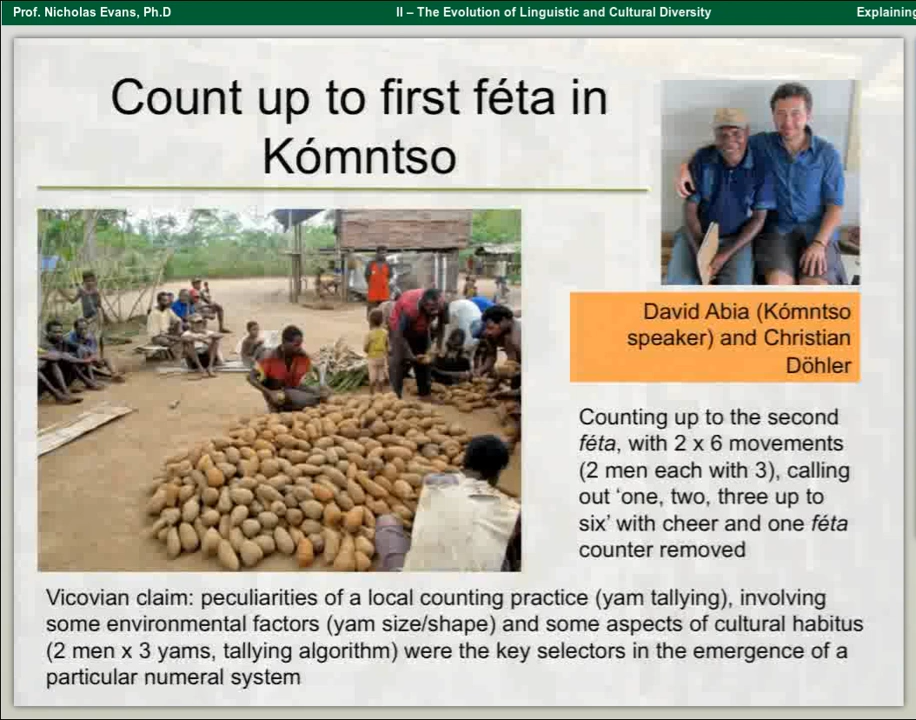 Prof. Nicholas Evans, Ph.D
II – The Evolution of Linguistic and Cultural Diversity
Explaining
Count up to first féta in
Kómntso
David Abia (Kómntso
speaker) and Christian
Döhler
Counting up to the second
féta, with 2 x 6 movements
(2 men each with 3), calling
out ‘one, two, three up to
six’ with cheer and one féta
counter removed
Vicovian claim: peculiarities of a local counting practice (yam tallying), involving
some environmental factors (yam size/shape) and some aspects of cultural habitus
(2 men x 3 yams, tallying algorithm) were the key selectors in the emergence of a
particular numeral system